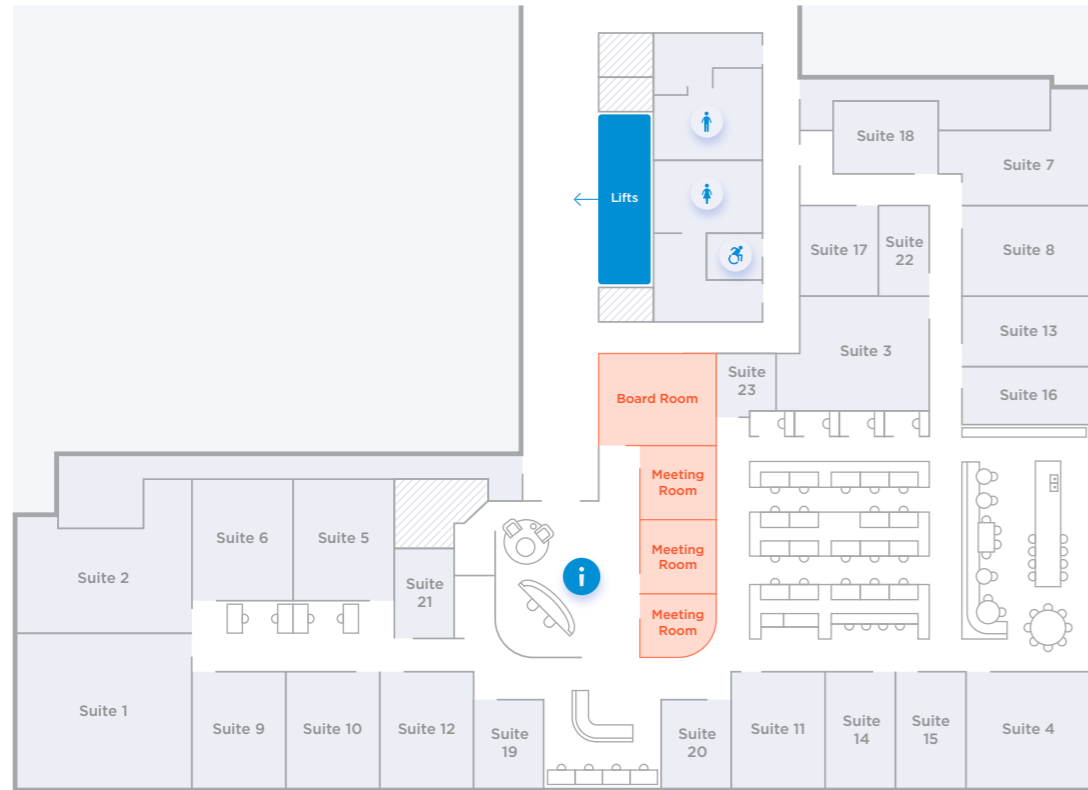 Suite 18
Suite 7
Lifts
Suite 17
Suite
22
Suite 8
Suite 13
Suite 3
Suite
23
Suite 16
Board Room
Meeting
Room
Suite 6
Suite 5
Meeting
Room
Suite 2
Suite
21
i
Meeting
Room
Suite 1
Suite 9
Suite 10
Suite 12
Suite
19
Suite
20
Suite 11
Suite
14
Suite
15
Suite 4